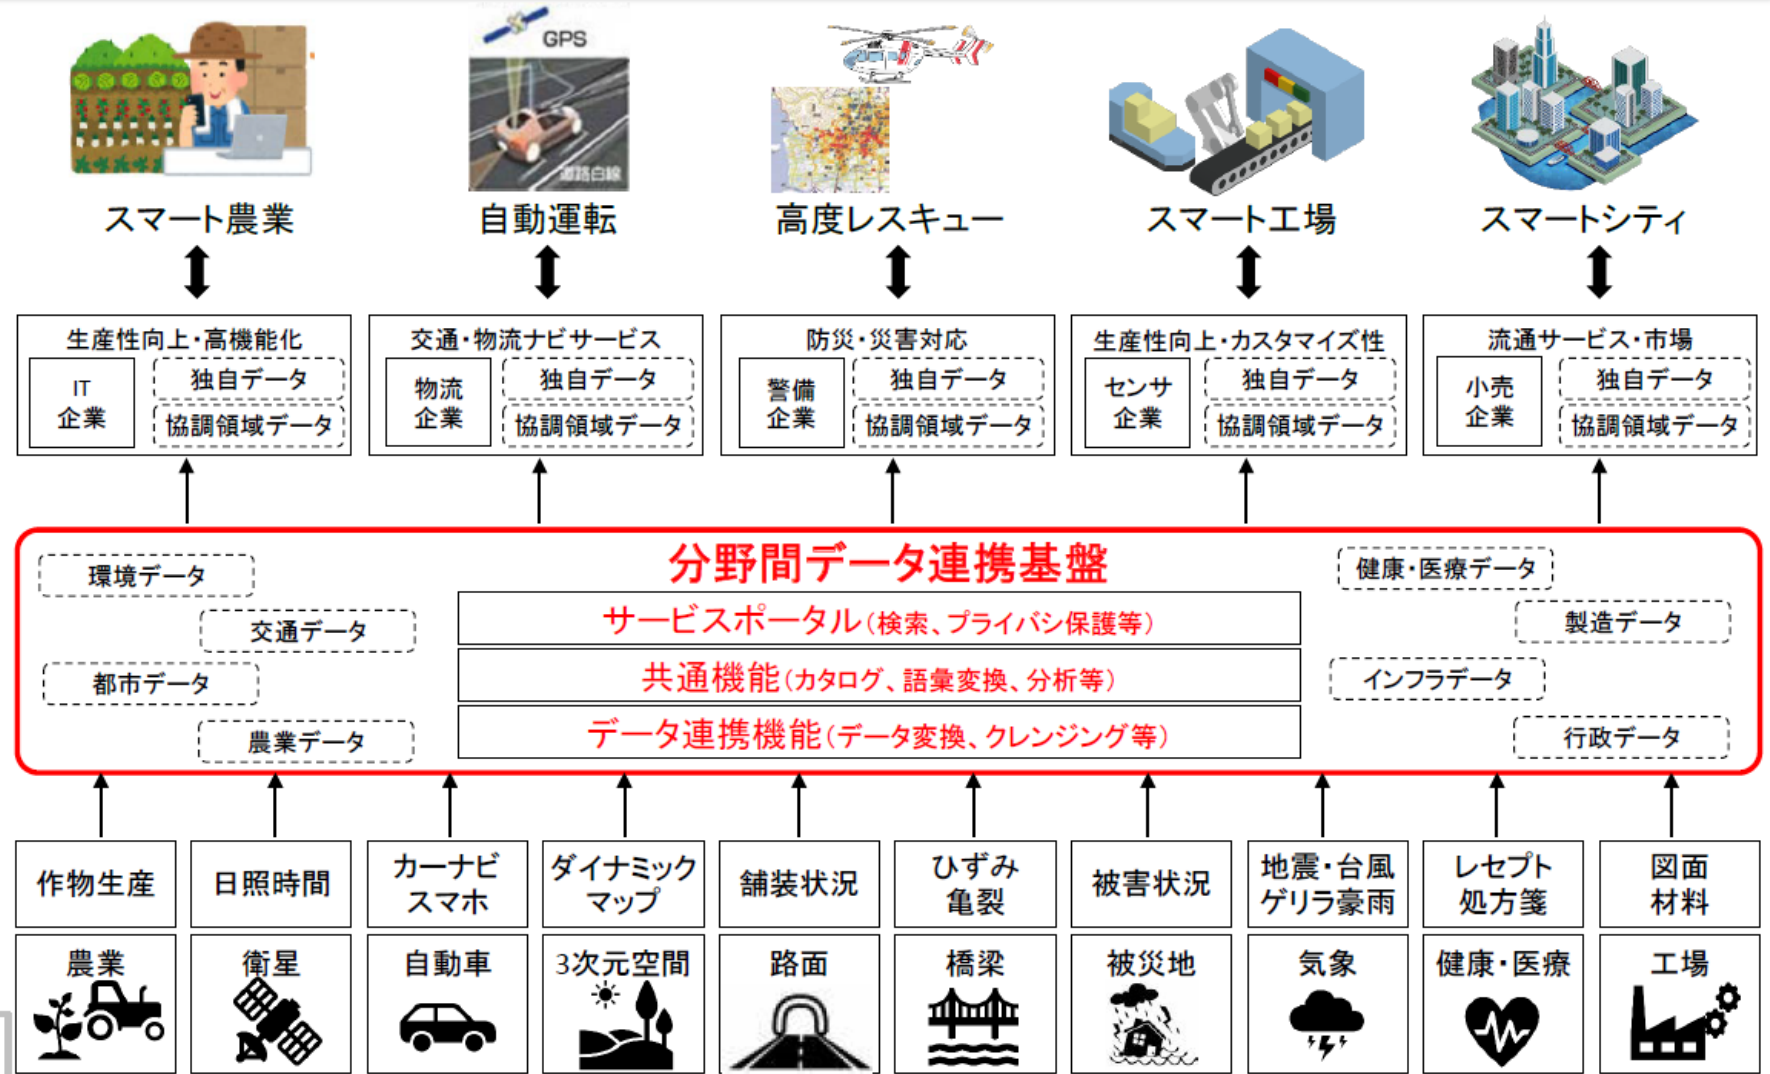 GPS
道路白線
スマート農業
自動運転
高度レスキュー
スマート工場
スマートシティ
生産性向上・高機能化
IT
企業
独自データ
協調領域データ
交通・物流ナビサービス
物流
企業
独自データ
協調領域データ
防災・災害対応
警備
企業
独自データ
協調領域データ
生産性向上・カスタマイズ性
センサ
企業
独自データ
協調領域データ
流通サービス・市場
小売
企業
独自データ
協調領域データ
分野間データ連携基盤
環境データ
交通データ
都市データ
農業データ
サービスポータル(検索、プライバシ保護等)
共通機能(カタログ、語彙変換、分析等)
データ連携機能(データ変換、クレンジング等)
健康・医療データ
製造データ
インフラデータ
行政データ
作物生産
日照時間
カーナビ
スマホ
ダイナミック
マップ
舗装状況
ひずみ
亀裂
被害状況
地震・台風
ゲリラ豪雨
レセプト
処方箋
図面
材料
農業
衛星
自動車
3次元空間
路面
橋梁
被災地
気象
健康・医療
工場